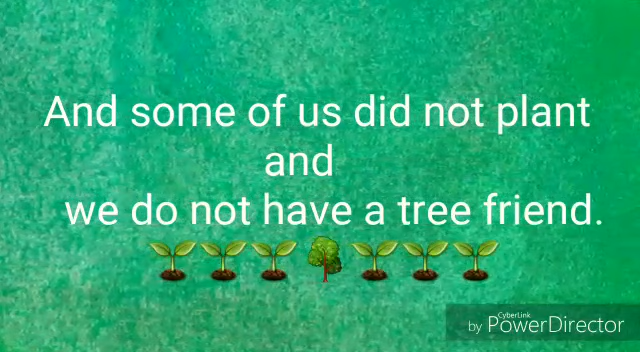 And some of us did not plant
and
we do not have a tree friend.
🌱🌱🌱🌳🌱🌱🌱
CyberLink
by PowerDirector